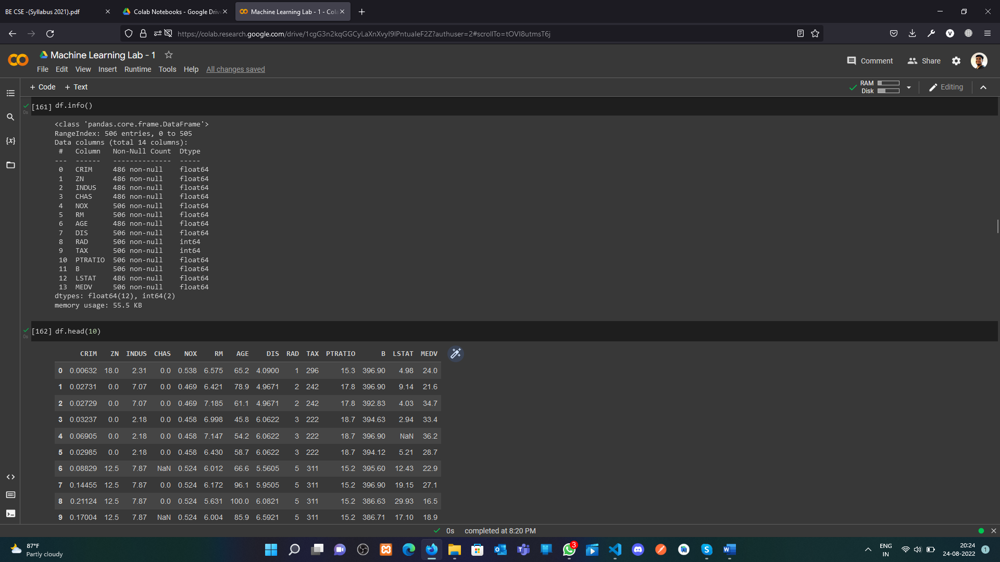 BE CSE -(Syllabus 2021).pdf
Colab Notebooks - Google Drive
Machine Learning Lab - 1 - Cola
https://colab.research.google.com/drive/1cgG3n2kqGGCyLaXnXvyI9lPntuaIeF2Z?authuser=2#scrollTo=tOVI8utmsT6j
Machine Learning Lab - 1
Comment
Share
File Edit View Insert Runtime Tools Help All changes saved
+ Code + Text
RAM
Disk
Editing
[161] df.info()
0s
<class 'pandas.core.frame.DataFrame'>
RangeIndex: 506 entries, 0 to 505
Data columns (total 14 columns):
# Column Non-Null Count Dtype
--- ------ -------------- -----
0 CRIM 486 non-null float64
1 ZN 486 non-null float64
2 INDUS 486 non-null float64
3 CHAS 486 non-null float64
4 NOX 506 non-null float64
5 RM 506 non-null float64
6 AGE 486 non-null float64
7 DIS 506 non-null float64
8 RAD 506 non-null int64
9 TAX 506 non-null int64
10 PTRATIO 506 non-null float64
11 B 506 non-null float64
12 LSTAT 486 non-null float64
13 MEDV 506 non-null float64
dtypes: float64(12), int64(2)
memory usage: 55.5 KB
[162] df.head(10)
0s
CRIM ZN INDUS CHAS NOX RM AGE DIS RAD TAX PTRATIO B LSTAT MEDV
0 0.00632 18.0 2.31 0.0 0.538 6.575 65.2 4.0900 1 296 15.3 396.90 4.98 24.0
1 0.02731 0.0 7.07 0.0 0.469 6.421 78.9 4.9671 2 242 17.8 396.90 9.14 21.6
2 0.02729 0.0 7.07 0.0 0.469 7.185 61.1 4.9671 2 242 17.8 392.83 4.03 34.7
3 0.03237 0.0 2.18 0.0 0.458 6.998 45.8 6.0622 3 222 18.7 394.63 2.94 33.4
4 0.06905 0.0 2.18 0.0 0.458 7.147 54.2 6.0622 3 222 18.7 396.90 NaN 36.2
5 0.02985 0.0 2.18 0.0 0.458 6.430 58.7 6.0622 3 222 18.7 394.12 5.21 28.7
6 0.08829 12.5 7.87 NaN 0.524 6.012 66.6 5.5605 5 311 15.2 395.60 12.43 22.9
7 0.14455 12.5 7.87 0.0 0.524 6.172 96.1 5.9505 5 311 15.2 396.90 19.15 27.1
8 0.21124 12.5 7.87 0.0 0.524 5.631 100.0 6.0821 5 311 15.2 386.63 29.93 16.5
9 0.17004 12.5 7.87 NaN 0.524 6.004 85.9 6.5921 5 311 15.2 386.71 17.10 18.9
0s completed at 8:20 PM
87°F
Partly cloudy
3
ENG
IN
20:24
24-08-2022
1